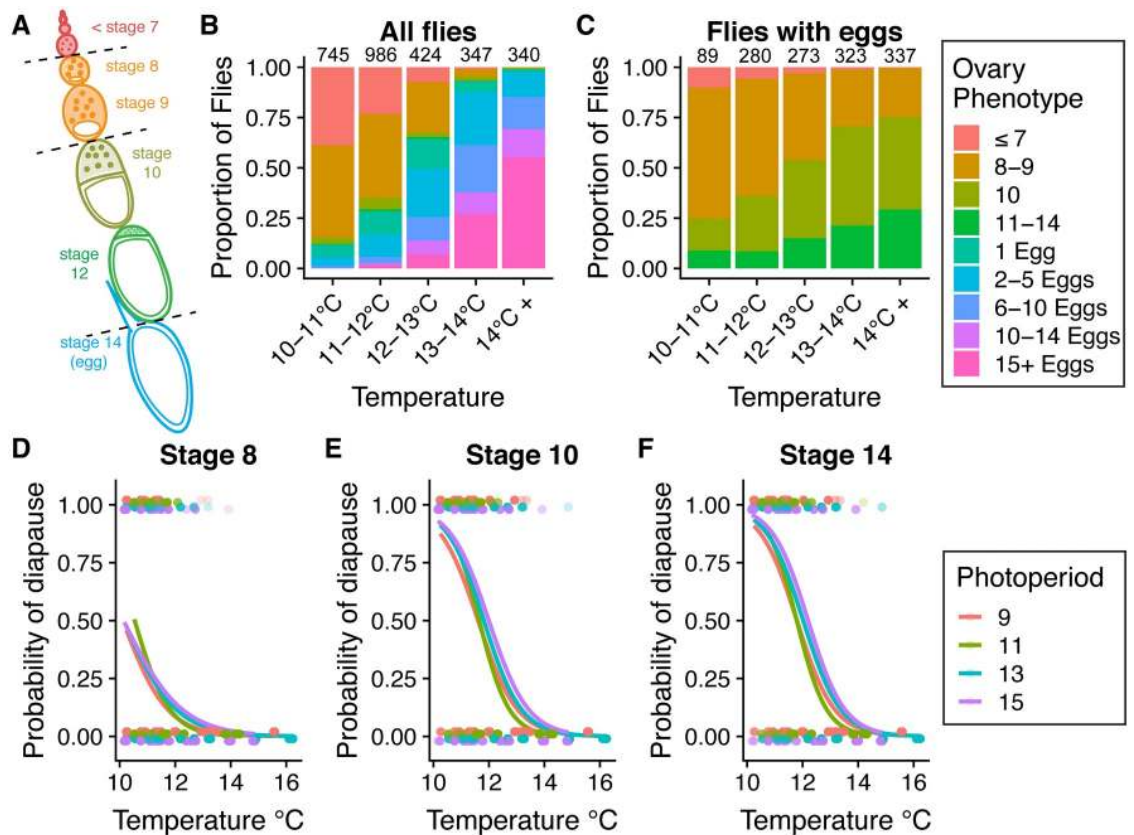 A
< stage 7
stage 8
stage 9
stage
10
stage
12
stage 14
(egg)
B
All flies
745 986 424 347 340
Proportion of Flies
1.00
0.75
0.50
0.25
0.00
10–11°C
11–12°C
12–13°C
13–14°C
14°C +
Temperature
C
Flies with eggs
89 280 273 323 337
Proportion of Flies
1.00
0.75
0.50
0.25
0.00
10–11°C
11–12°C
12–13°C
13–14°C
14°C +
Temperature
Ovary
Phenotype
≤ 7
8–9
10
11–14
1 Egg
2–5 Eggs
6–10 Eggs
10–14 Eggs
15+ Eggs
D
Stage 8
Probability of diapause
1.00
0.75
0.50
0.25
0.00
10 12 14 16
Temperature °C
E
Stage 10
Probability of diapause
1.00
0.75
0.50
0.25
0.00
10 12 14 16
Temperature °C
F
Stage 14
Probability of diapause
1.00
0.75
0.50
0.25
0.00
10 12 14 16
Temperature °C
Photoperiod
9
11
13
15